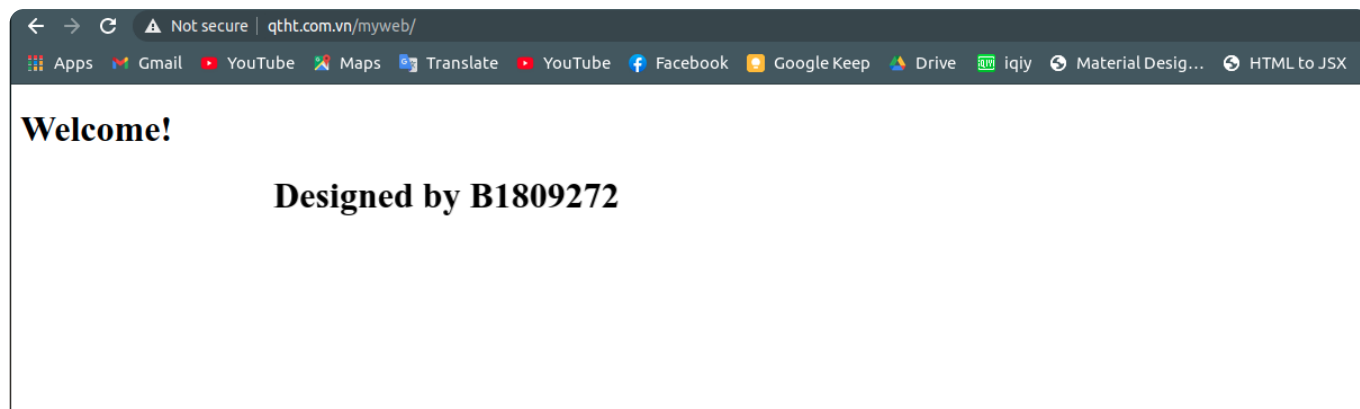 Not secure | qtht.com.vn/myweb/
Apps Gmail YouTube Maps Translate YouTube Facebook Google Keep Drive iqiy Material Desig... HTML to JSX
Welcome!
Designed by B1809272